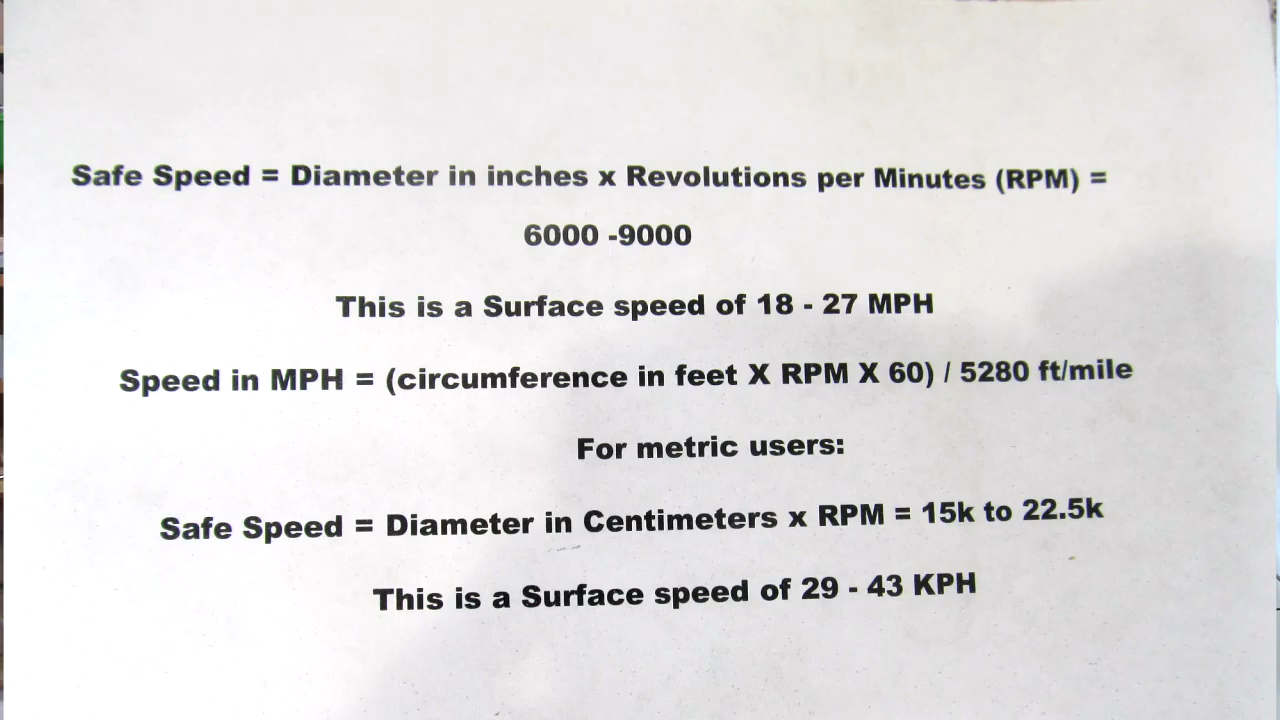 Safe Speed = Diameter in inches x Revolutions per Minutes (RPM) =
6000 -9000
This is a Surface speed of 18 - 27 MPH
Speed in MPH = (circumference in feet X RPM X 60) / 5280 ft/mile
For metric users:
Safe Speed = Diameter in Centimeters x RPM = 15k to 22.5k
This is a Surface speed of 29 - 43 KPH